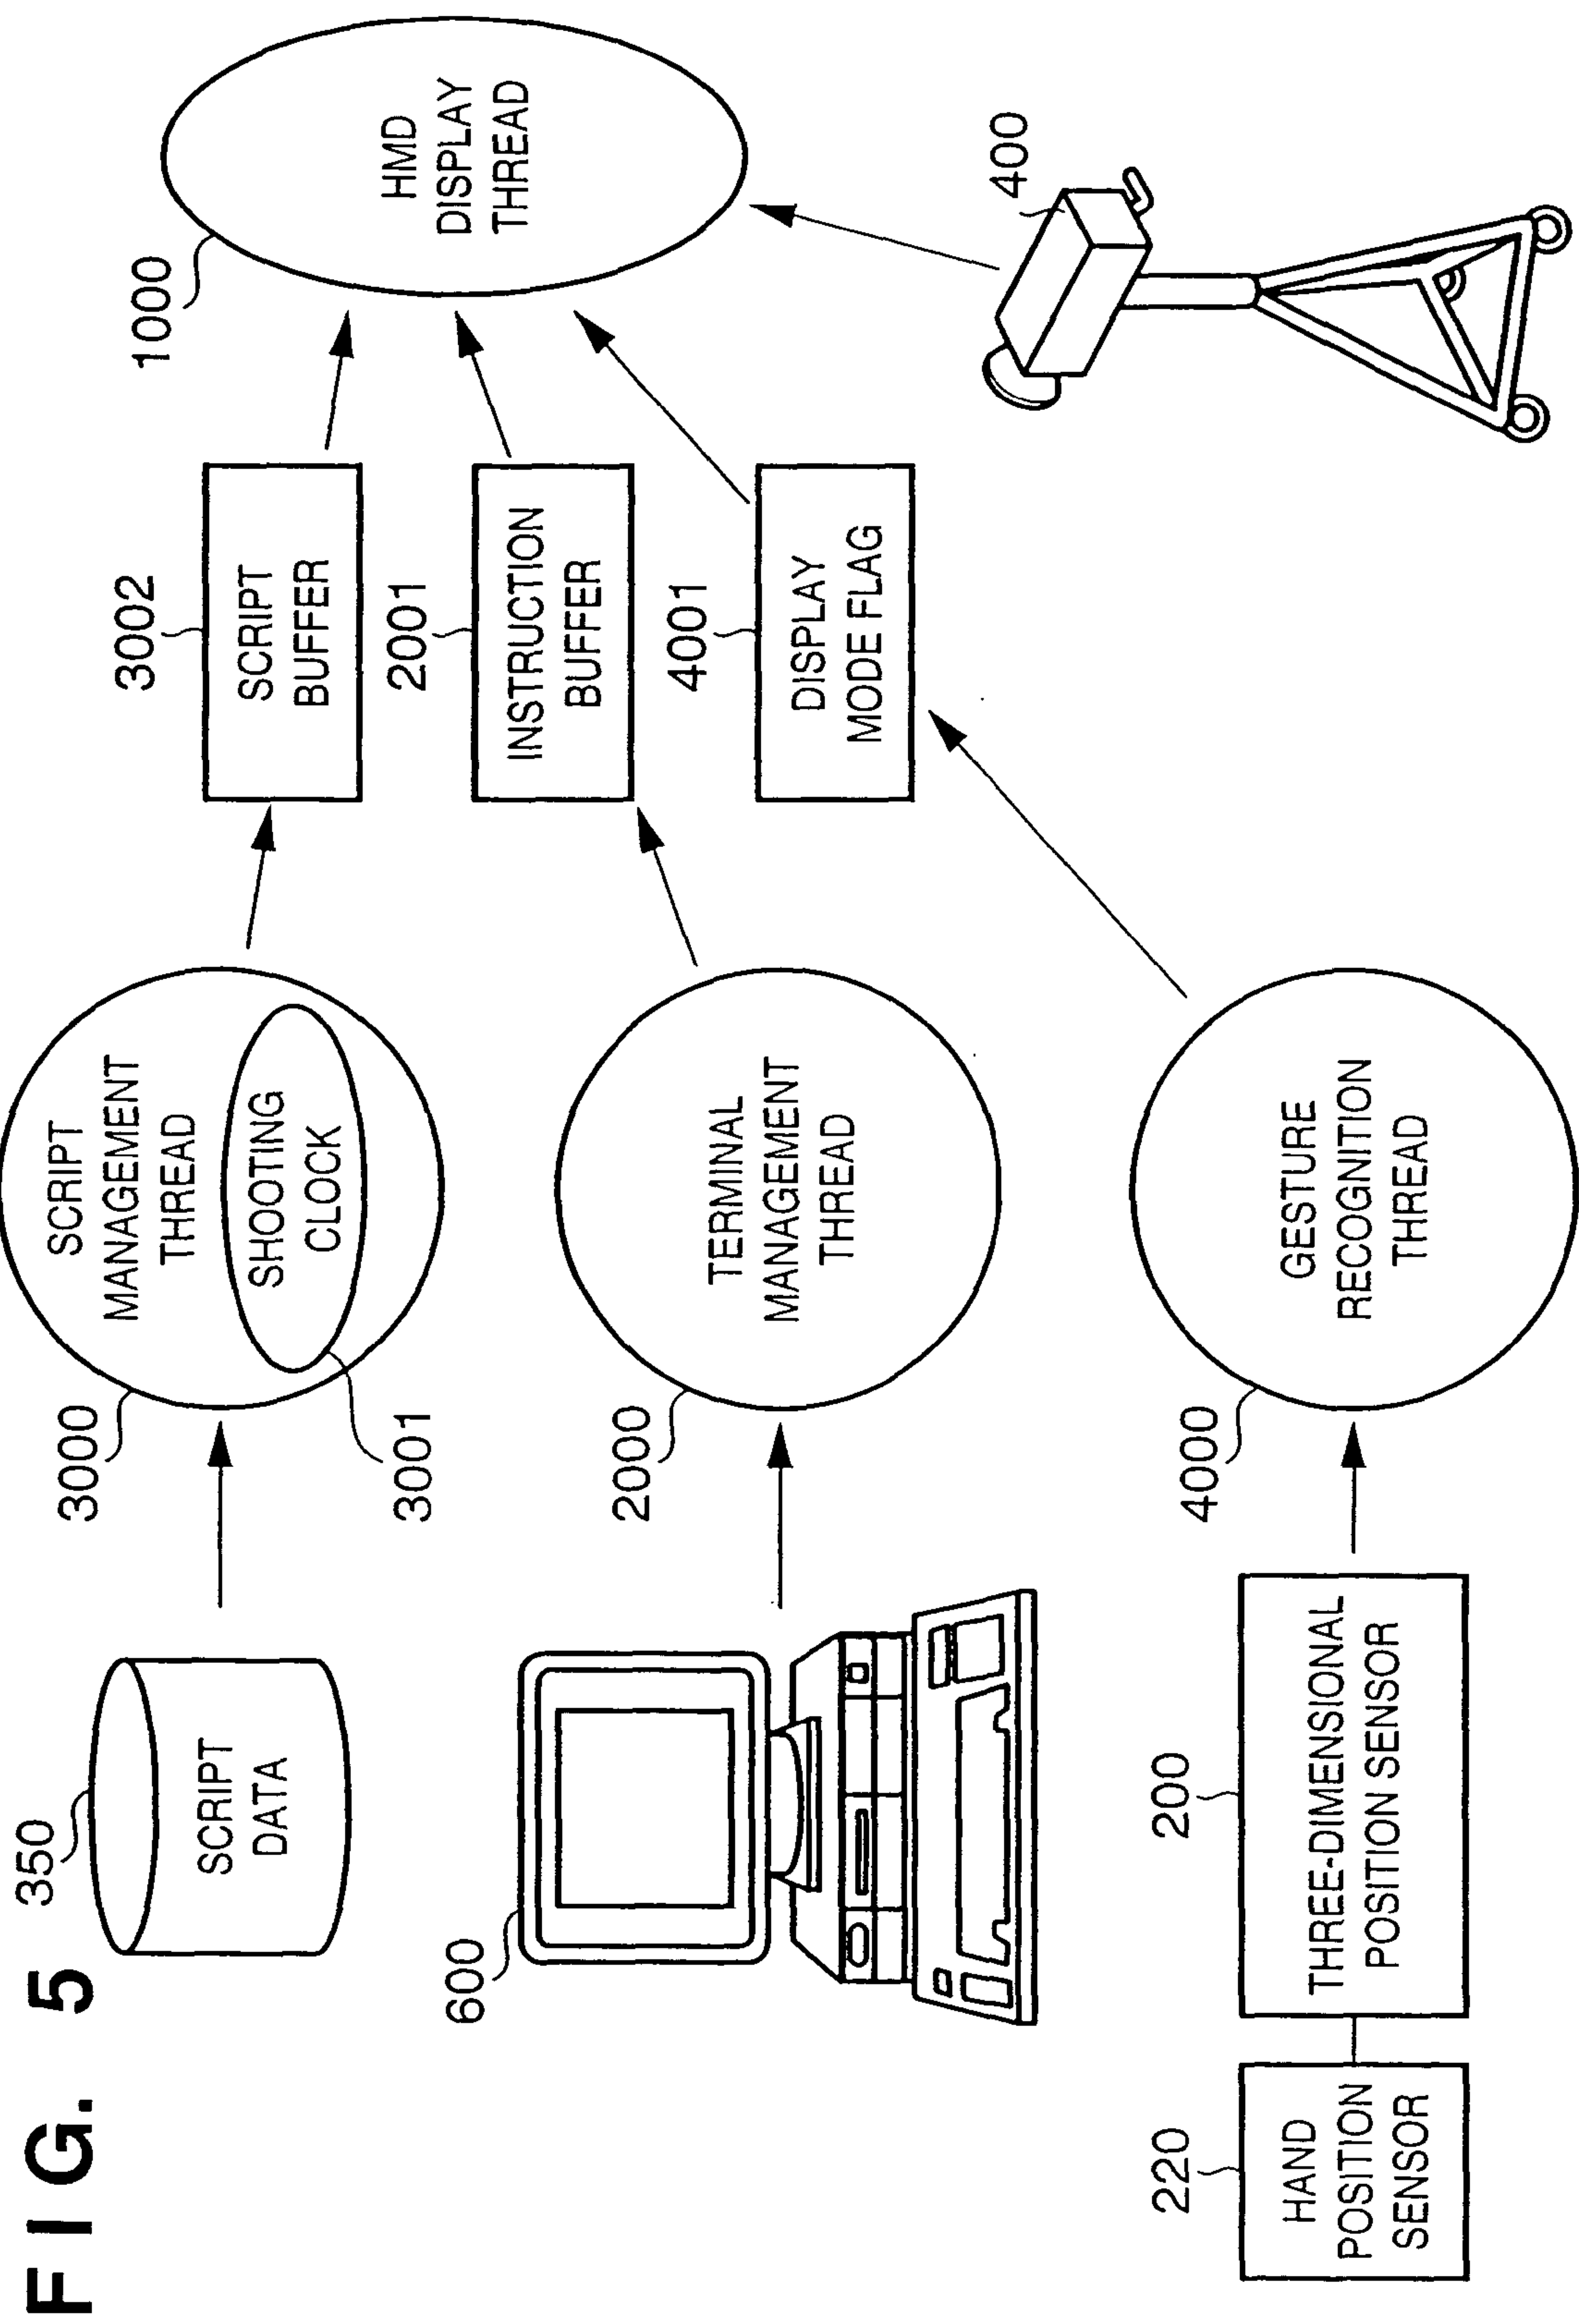 FIG. 5
350
SCRIPT
DATA
3000
SCRIPT
MANAGEMENT
THREAD
SHOOTING
CLOCK
3001
3002
SCRIPT
BUFFER
1000
HMD
DISPLAY
THREAD
600
2000
TERMINAL
MANAGEMENT
THREAD
2001
INSTRUCTION
BUFFER
4001
DISPLAY
MODE FLAG
400
220
HAND
POSITION
SENSOR
200
THREE-DIMENSIONAL
POSITION SENSOR
4000
GESTURE
RECOGNITION
THREAD